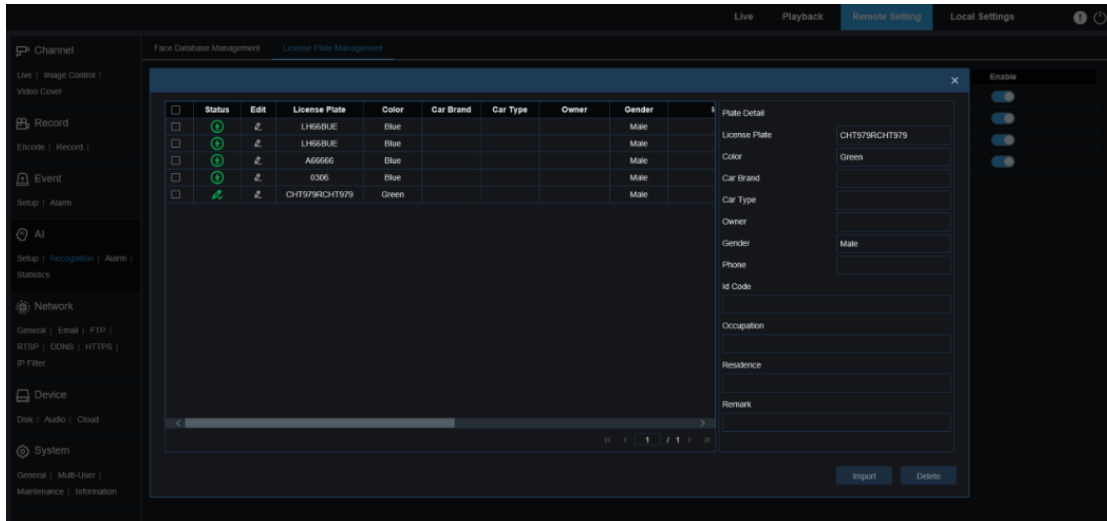 Live Playback Remote Setting Local Settings
Channel
Live | Image Control |
Video Cover
Record
Encode | Record |
Event
Setup | Alarm
AI
Setup | Recognition | Alarm |
Statistics
Network
General | Email | FTP |
RTSP | DDNS | HTTPS |
IP Filter
Device
Disk | Audio | Cloud
System
General | Multi-User |
Maintenance | Information
Face Database Management License Plate Management
Enable
Status Edit License Plate Color Car Brand Car Type Owner Gender
LH66BUE Blue Male
LH66BUE Blue Male
A66666 Blue Male
0306 Blue Male
CHT979RCHT979 Green Male
1 / 1
Plate Detail
License Plate CHT979RCHT979
Color Green
Car Brand
Car Type
Owner
Gender Male
Phone
Id Code
Occupation
Residence
Remark
Import Delete